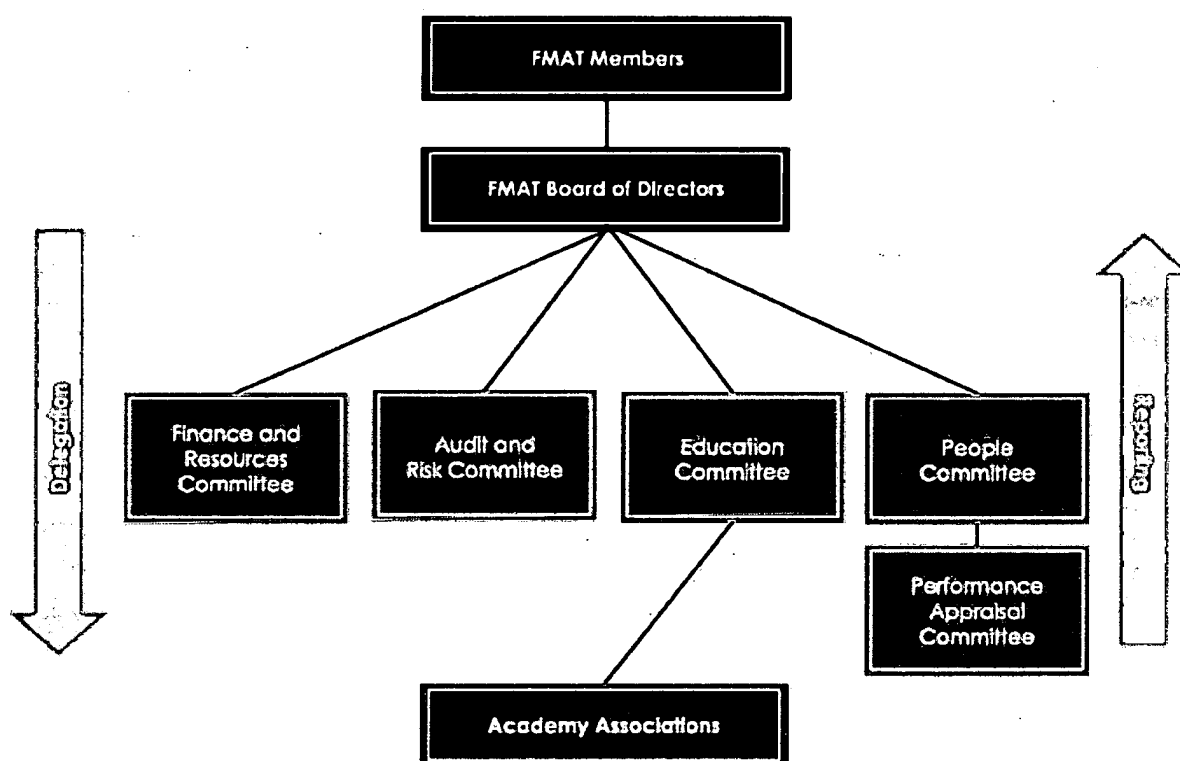 FMAT Members
FMAT Board of Directors
Delegation
Reporting
Finance and
Resources
Committee
Audit and
Risk Committee
Education
Committee
People
Committee
Performance
Appraisal
Committee
Academy Associations